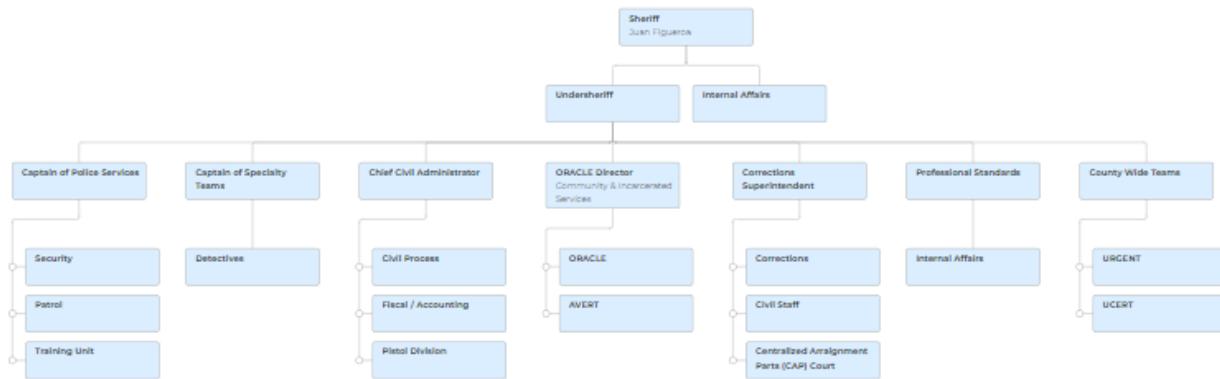 Sheriff
Juan Figueroa
Undersheriff
Internal Affairs
Captain of Police Services
Captain of Specialty
Teams
Chief Civil Administrator
ORACLE Director
Community & Incarcerated
Services
Corrections
Superintendent
Professional Standards
County Wide Teams
Security
Detectives
Civil Process
ORACLE
Corrections
Internal Affairs
URGENT
Patrol
Fiscal / Accounting
AVERT
Civil Staff
UCERT
Training Unit
Pistol Division
Centralized Arraignment
Parts (CAP) Court